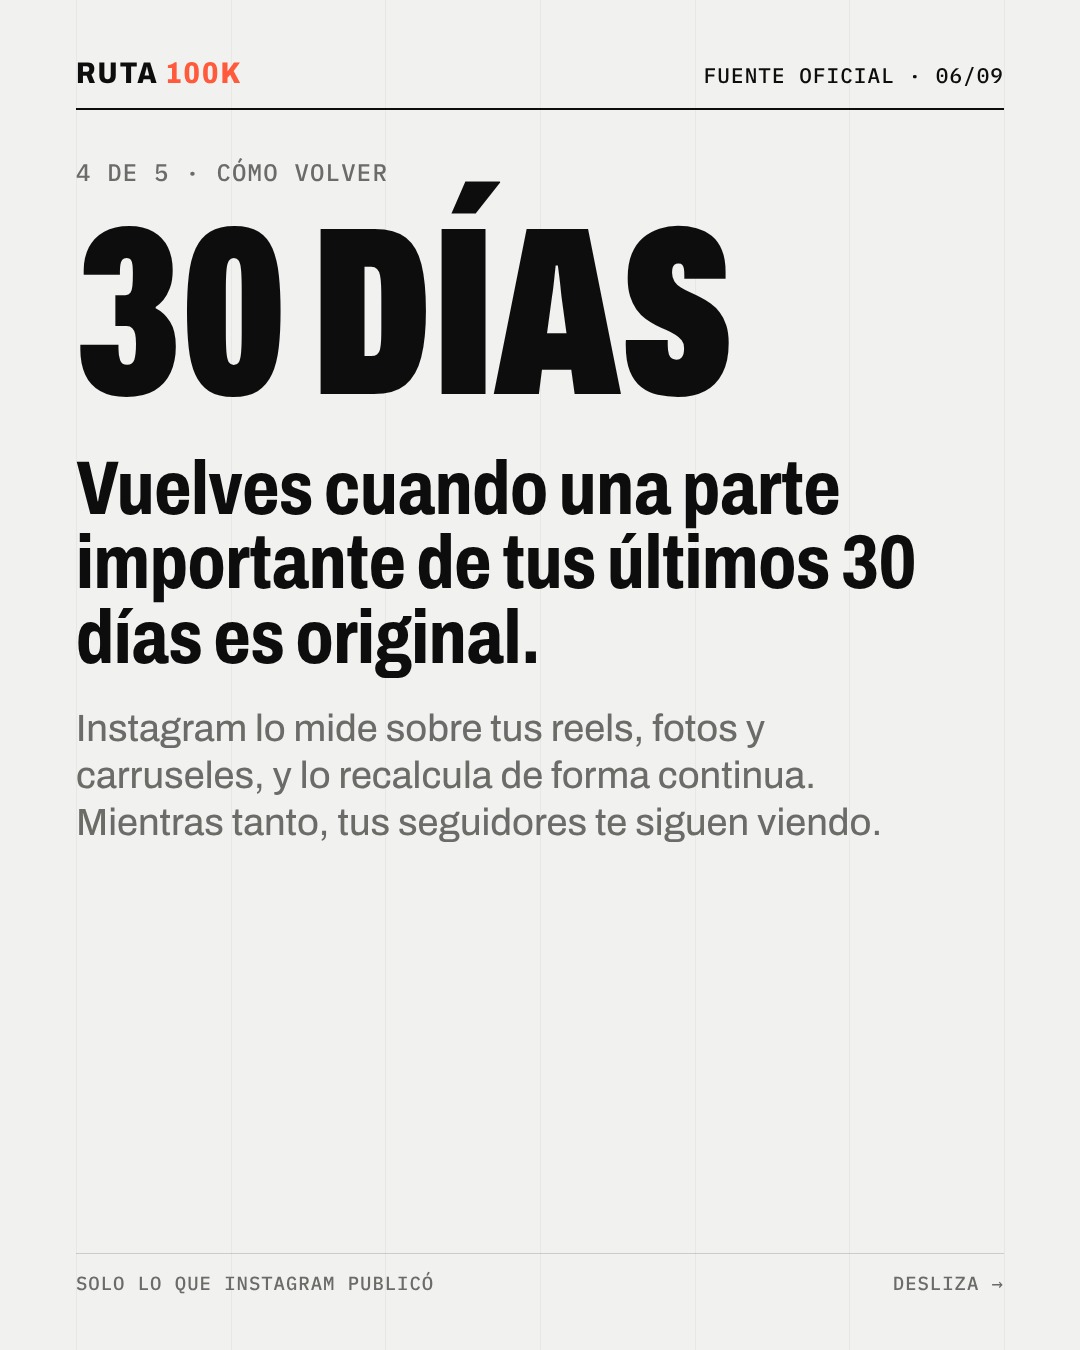 RUTA 100K
FUENTE OFICIAL · 06/09
4 DE 5 · CÓMO VOLVER
30 DÍAS
Vuelves cuando una parte
importante de tus últimos 30
días es original.
Instagram lo mide sobre tus reels, fotos y
carruseles, y lo recalcula de forma continua.
Mientras tanto, tus seguidores te siguen viendo.
SOLO LO QUE INSTAGRAM PUBLICÓ
DESLIZA →